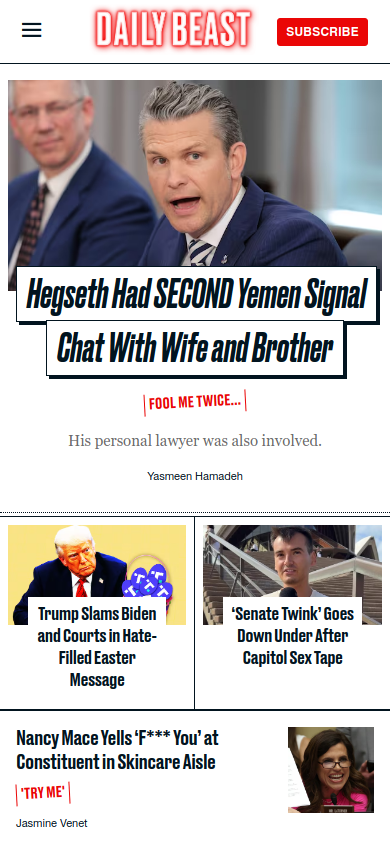 DAILY BEAST
SUBSCRIBE
Hegseth Had SECOND Yemen Signal
Chat With Wife and Brother
FOOL ME TWICE...
His personal lawyer was also involved.
Yasmeen Hamadeh
Trump Slams Biden
and Courts in Hate-
Filled Easter
Message
‘Senate Twink’ Goes
Down Under After
Capitol Sex Tape
Nancy Mace Yells ‘F*** You’ at
Constituent in Skincare Aisle
'TRY ME'
Jasmine Venet